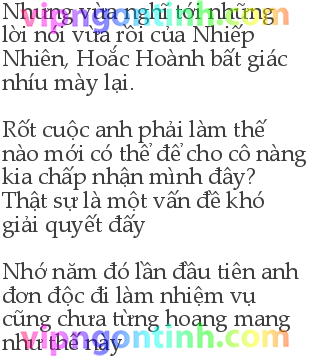 Nhưng vừa nghĩ tới những
vipngontinh.com
lời nói vừa rồi của Nhiếp
Nhiên, Hoắc Hoành bất giác
nhíu mày lại.
Rốt cuộc anh phải làm thế
nào mới có thể để cho cô nàng
kia chấp nhận mình đây?
Thật sự là một vấn đề khó
giải quyết đấy
Nhớ năm đó lần đầu tiên anh
đơn độc đi làm nhiệm vụ
cũng chưa từng hoang mang
vipngontinh.com
như thế này